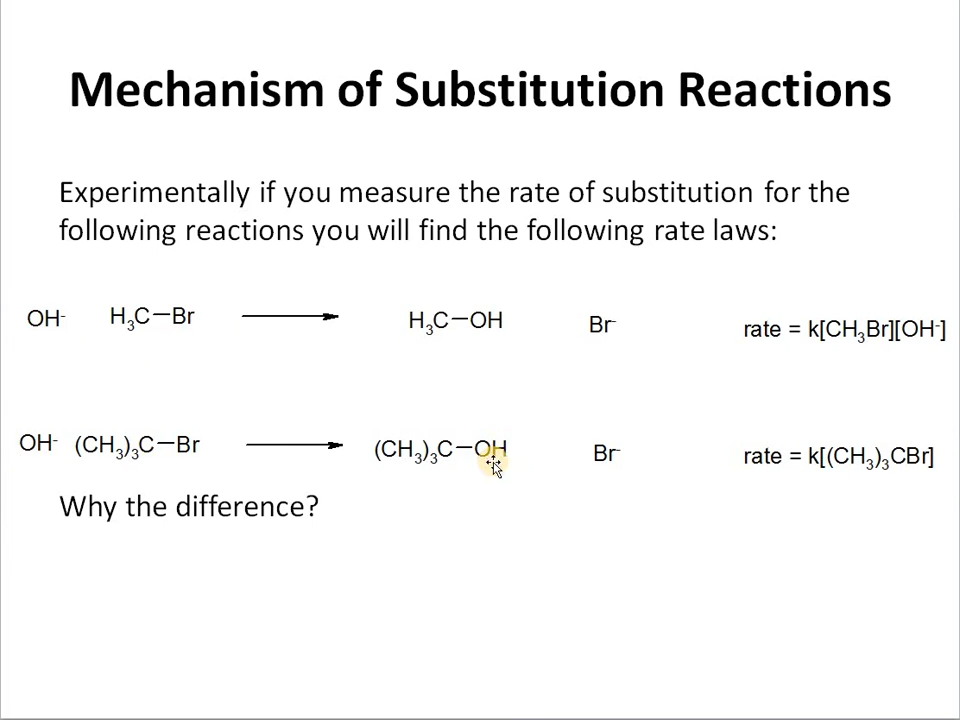 Mechanism of Substitution Reactions
Experimentally if you measure the rate of substitution for the
following reactions you will find the following rate laws:
OH⁻ H₃C—Br ⟶ H₃C—OH Br⁻ rate = k[CH₃Br][OH⁻]
OH⁻ (CH₃)₃C—Br ⟶ (CH₃)₃C—OH Br⁻ rate = k[(CH₃)₃CBr]
Why the difference?